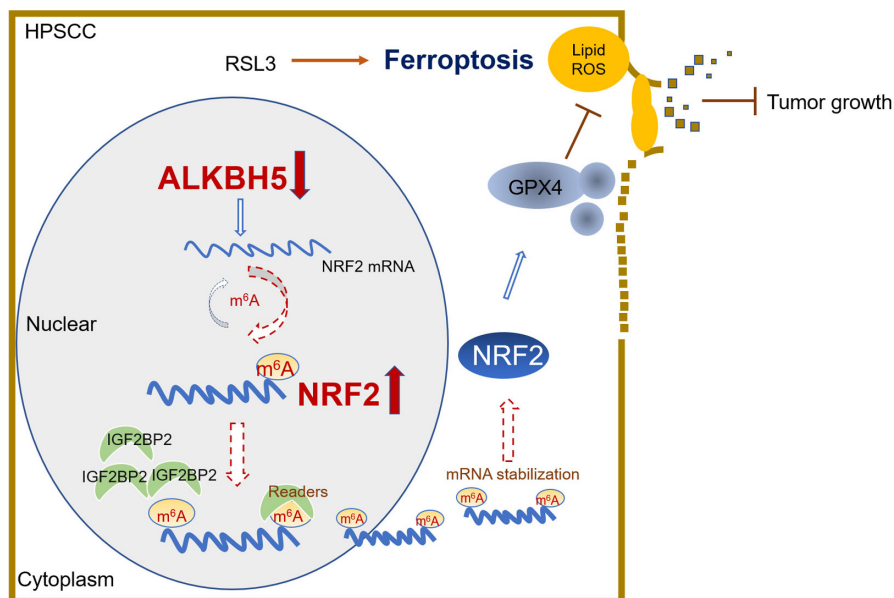 HPSCC
RSL3
Ferroptosis
Lipid
ROS
Tumor growth
ALKBH5
GPX4
NRF2 mRNA
m⁶A
Nuclear
NRF2
m⁶A
NRF2
IGF2BP2
IGF2BP2
IGF2BP2
Readers
mRNA stabilization
m⁶A
m⁶A
m⁶A
m⁶A
m⁶A
m⁶A
Cytoplasm